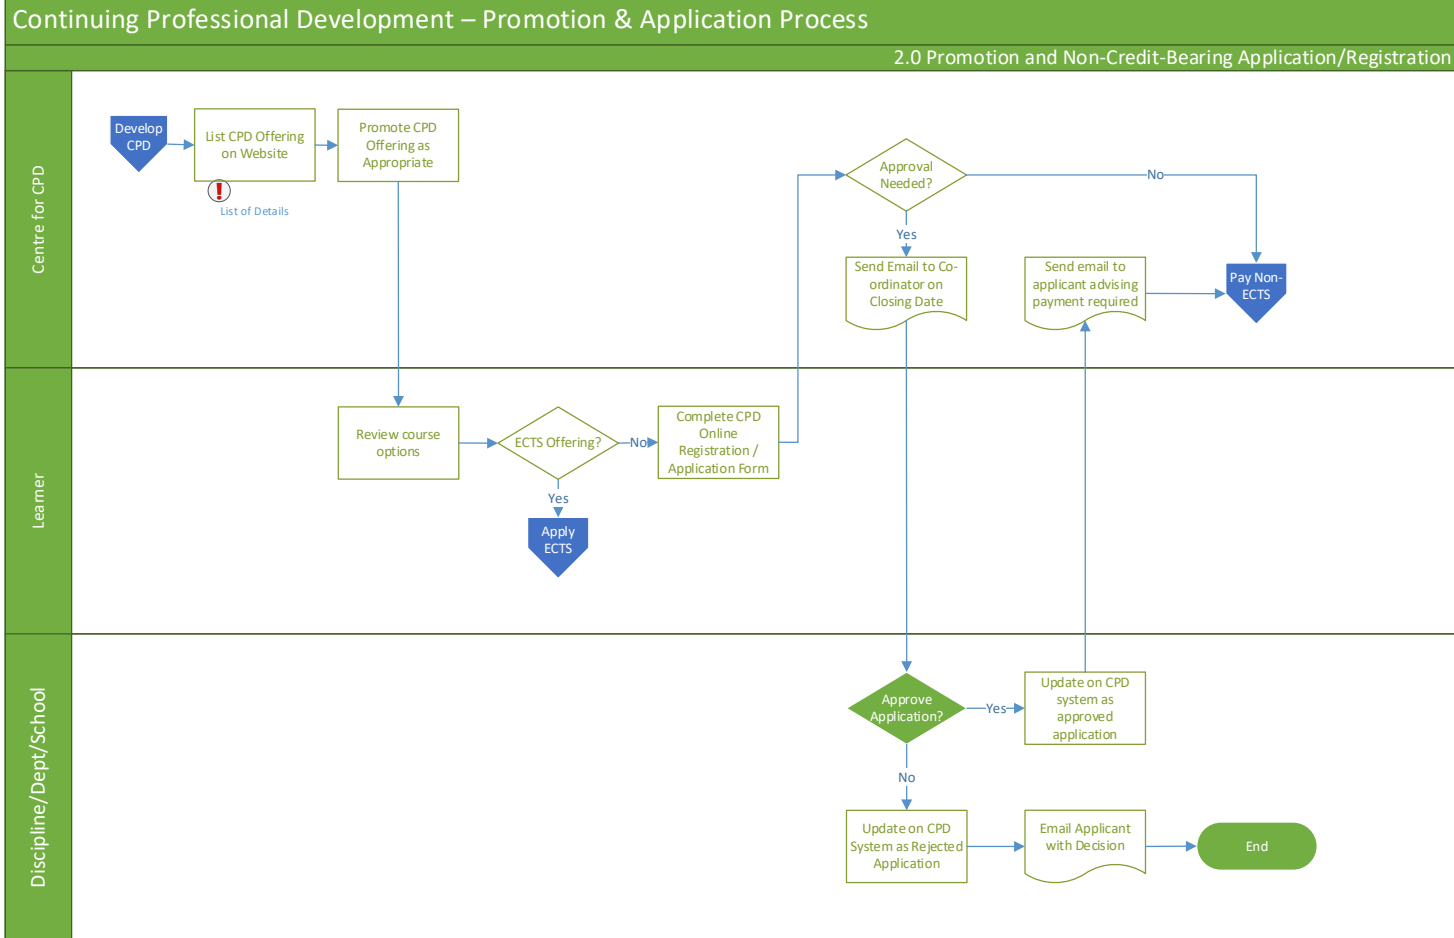 Continuing Professional Development – Promotion & Application Process
2.0 Promotion and Non-Credit-Bearing Application/Registration
Centre for CPD
Develop
CPD
List CPD Offering
on Website
List of Details
Promote CPD
Offering as
Appropriate
Approval
Needed?
No
Yes
Send Email to Co-
ordinator on
Closing Date
Send email to
applicant advising
payment required
Pay Non-
ECTS
Learner
Review course
options
ECTS Offering?
No
Yes
Apply
ECTS
Complete CPD
Online
Registration /
Application Form
Discipline/Dept/School
Approve
Application?
Yes
Update on CPD
system as
approved
application
No
Update on CPD
System as Rejected
Application
Email Applicant
with Decision
End